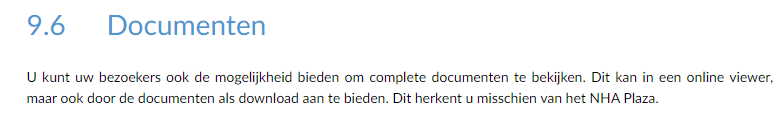 9.6 Documenten
U kunt uw bezoekers ook de mogelijkheid bieden om complete documenten te bekijken. Dit kan in een online viewer,
maar ook door de documenten als download aan te bieden. Dit herkent u misschien van het NHA Plaza.